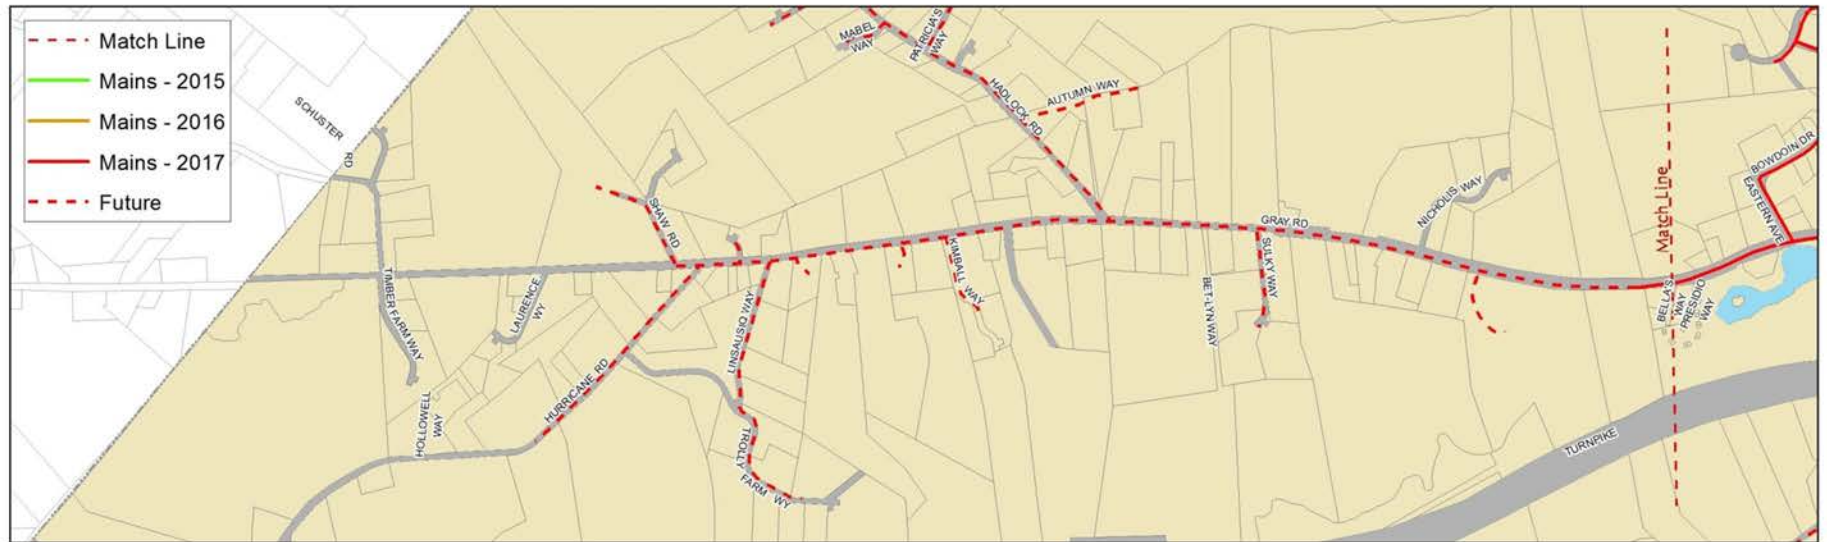 Match Line
Mains - 2015
Mains - 2016
Mains - 2017
Future
SCHUSTER RD
MABEL
WAY
PATRICIA'S
WAY
HADLOCK RD
AUTUMN WAY
SHAW RD
GRAY RD
NICHOLIS WAY
Match Line
BOWDOIN DR
EASTERN AVE
TIMBER FARM WAY
LAURENCE
WY
LINSAUSIO WAY
KIMBALL WAY
BET-LYN WAY
SULKY WAY
BELLA'S
WAY
PRESIDIO
WAY
HURRICANE RD
HOLLOWELL
WAY
TROLLY
FARM WY
TURNPIKE